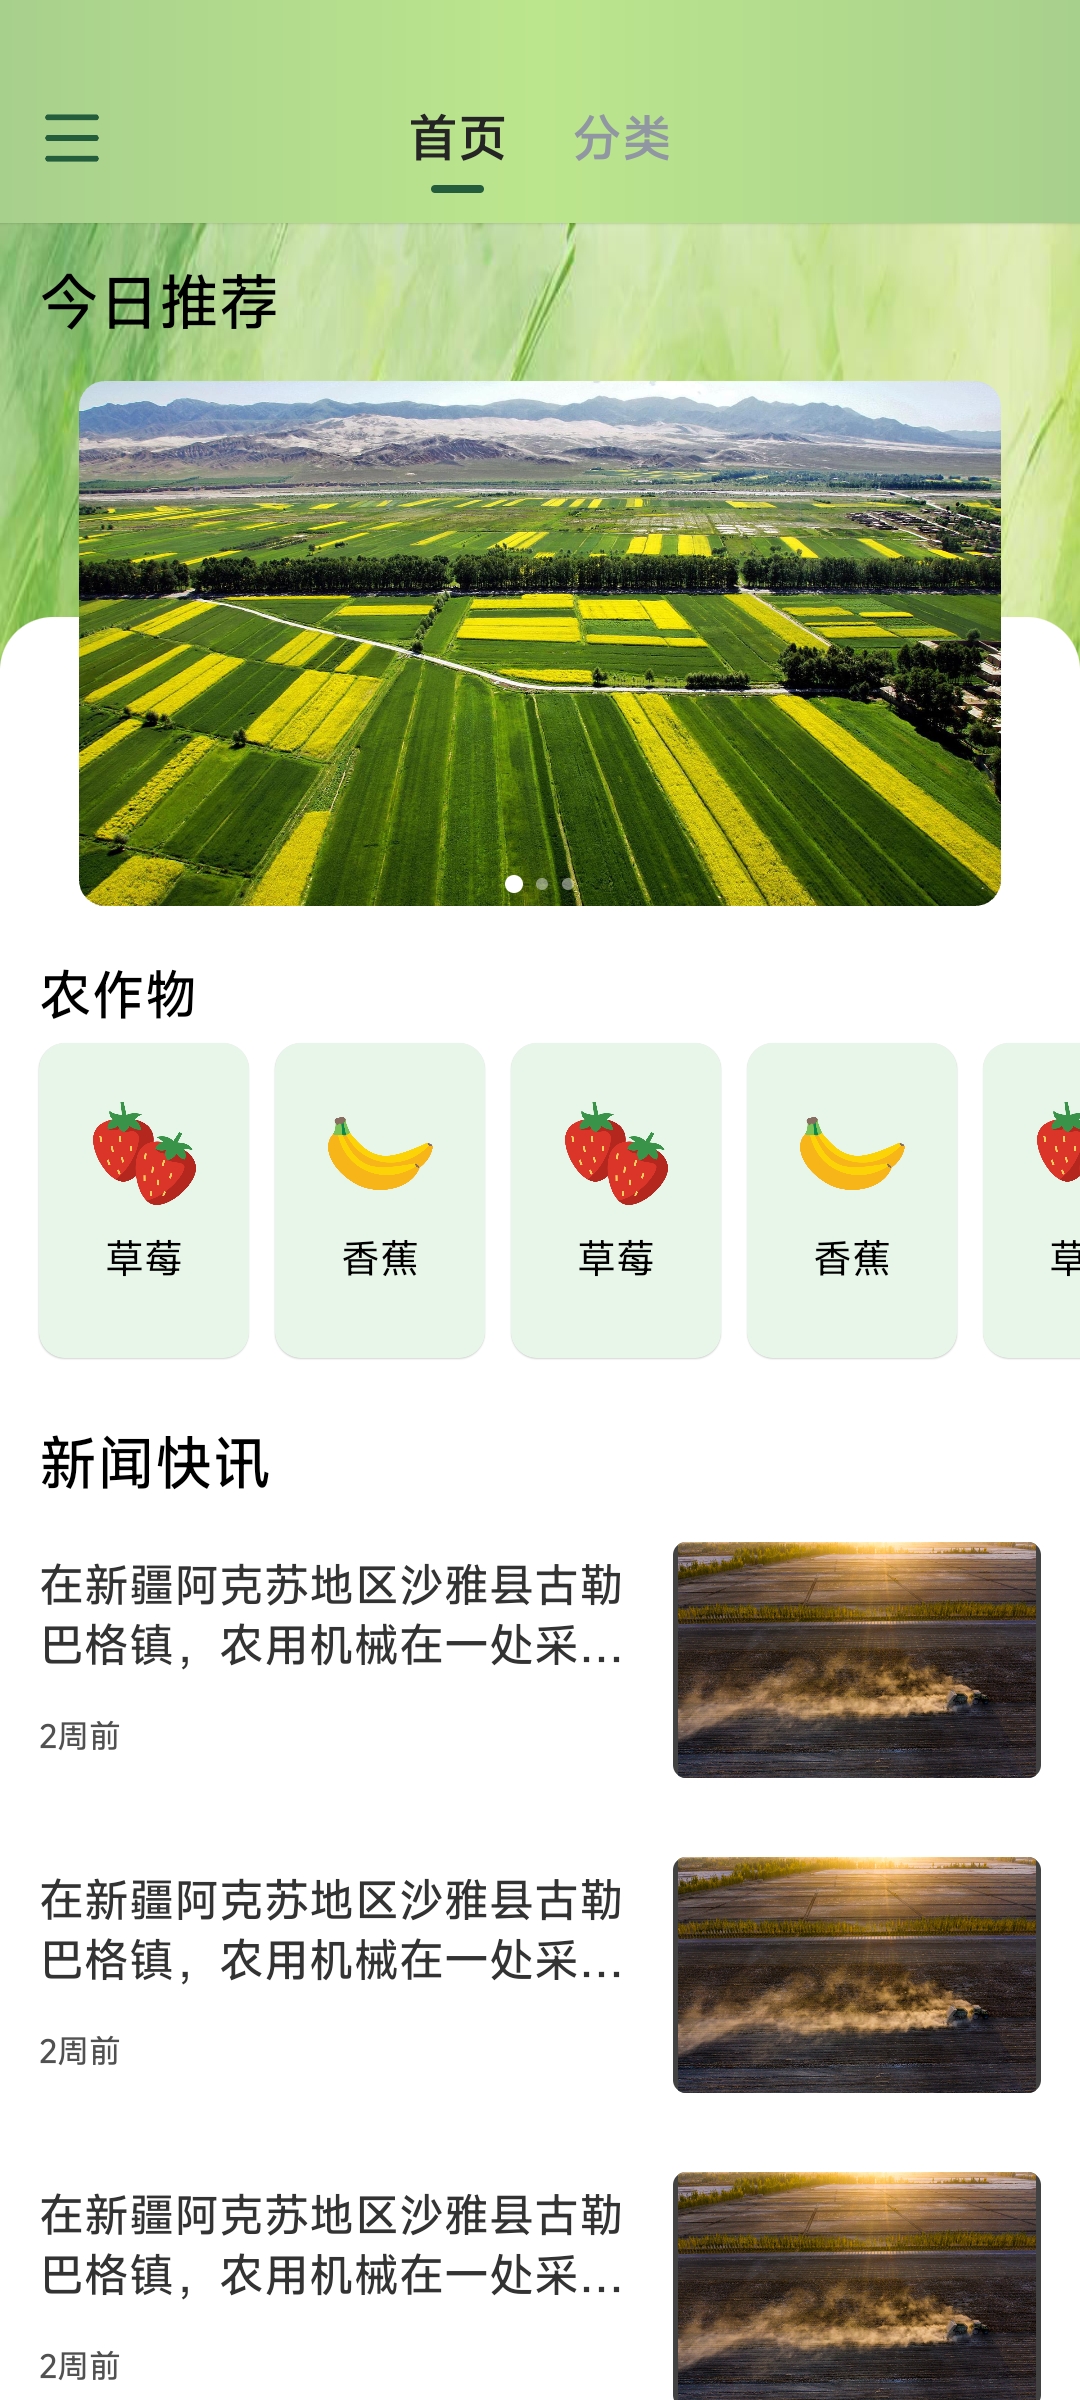 首页 分类
今日推荐
农作物
草莓 香蕉 草莓 香蕉 草
新闻快讯
在新疆阿克苏地区沙雅县古勒
巴格镇，农用机械在一处采...
2周前
在新疆阿克苏地区沙雅县古勒
巴格镇，农用机械在一处采...
2周前
在新疆阿克苏地区沙雅县古勒
巴格镇，农用机械在一处采...
2周前